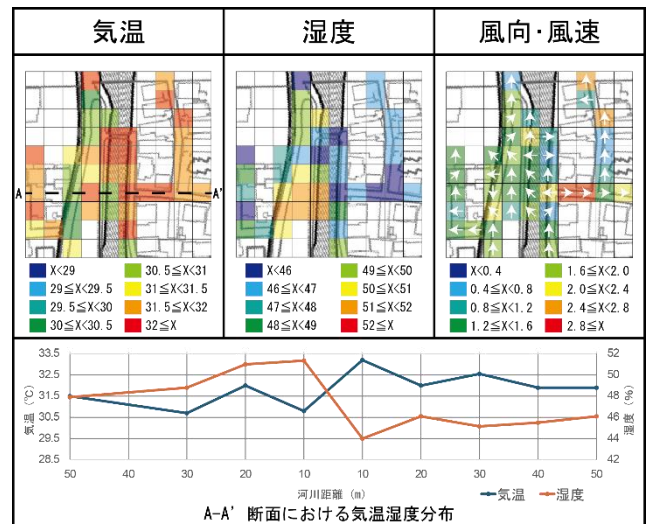 気温 湿度 風向・風速
A A'
X<29 30.5≦X<31
29≦X<29.5 31≦X<31.5
29.5≦X<30 31.5≦X<32
30≦X<30.5 32≦X
X<46 49≦X<50
46≦X<47 50≦X<51
47≦X<48 51≦X<52
48≦X<49 52≦X
X<0.4 1.6≦X<2.0
0.4≦X<0.8 2.0≦X<2.4
0.8≦X<1.2 2.4≦X<2.8
1.2≦X<1.6 2.8≦X
気温 (℃)
33.5
32.5
31.5
30.5
29.5
28.5
52
50
48
46
44
42
湿度 (%)
50 40 30 20 10 10 20 30 40 50
河川距離 (m)
気温 湿度
A-A' 断面における気温湿度分布